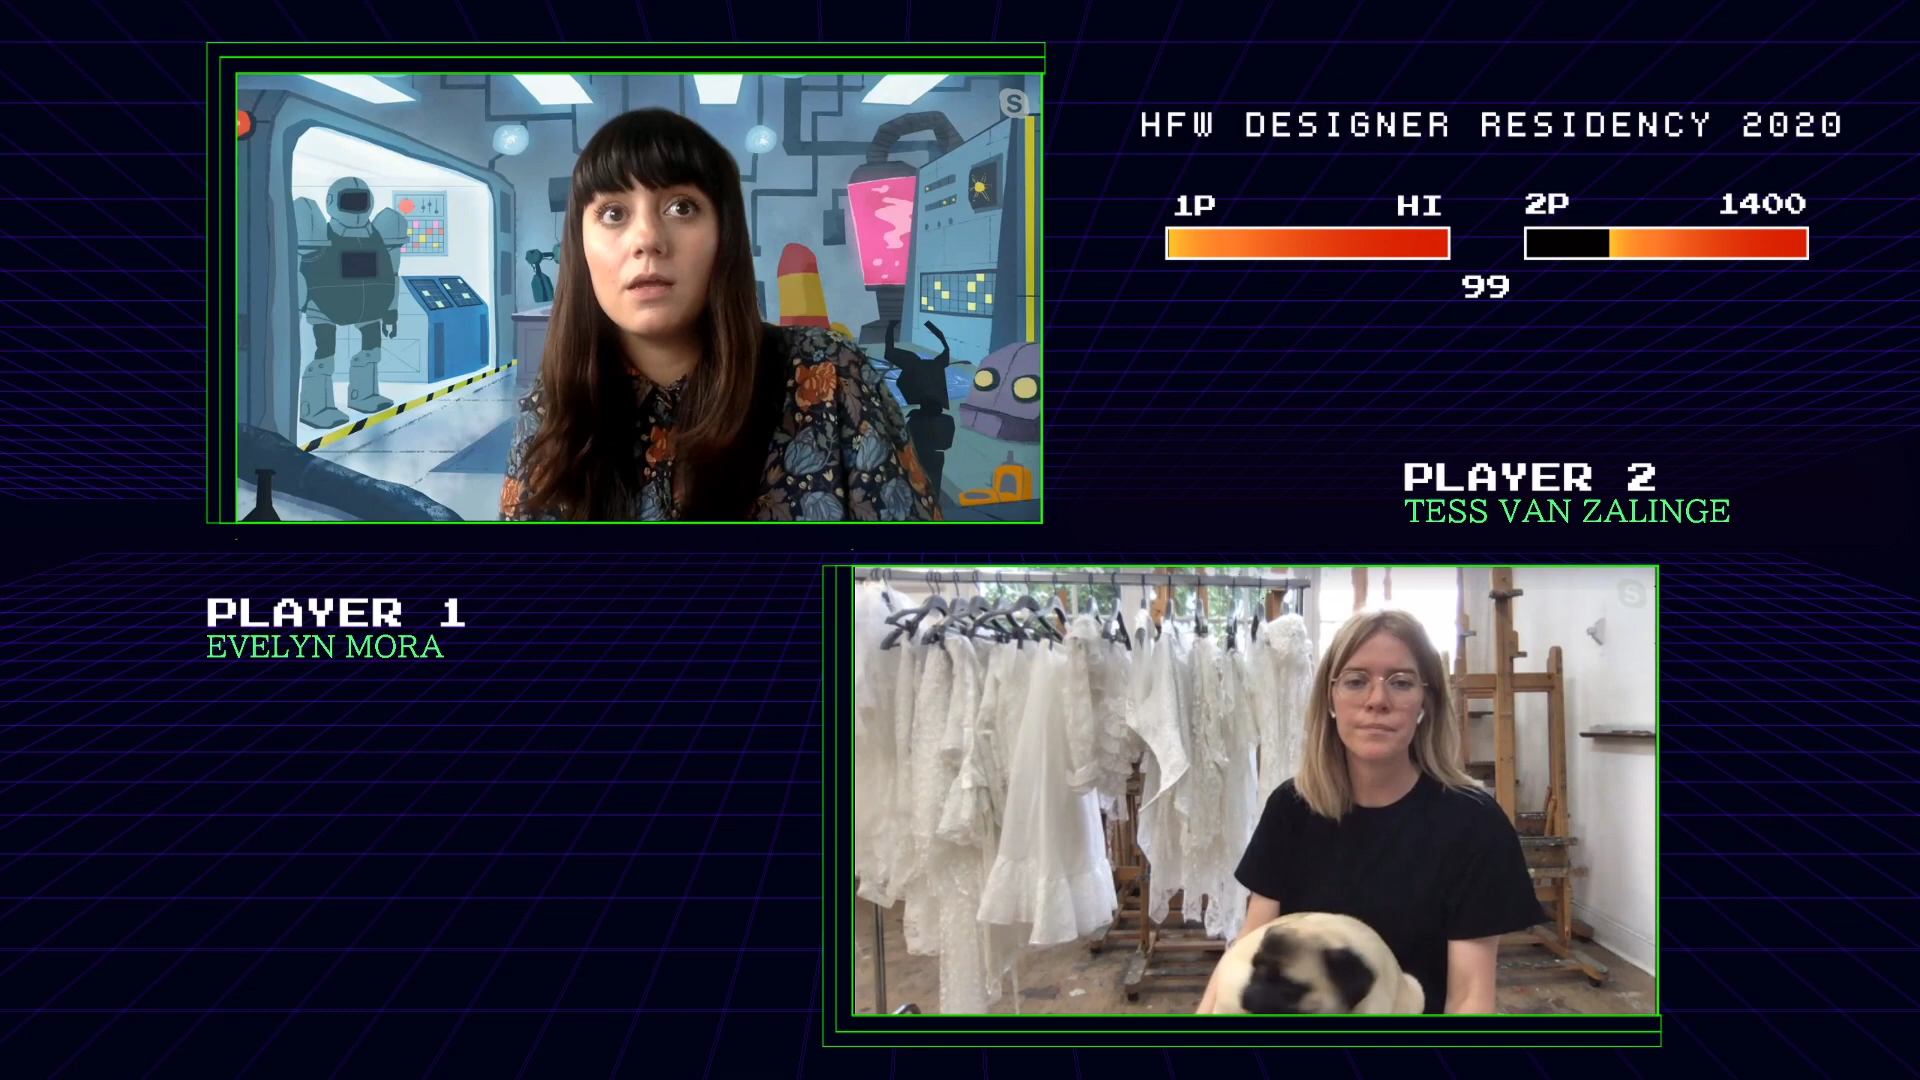 HFW DESIGNER RESIDENCY 2020
1P HI 2P 1400
99
PLAYER 2
TESS VAN ZALINGE
PLAYER 1
EVELYN MORA
S
S